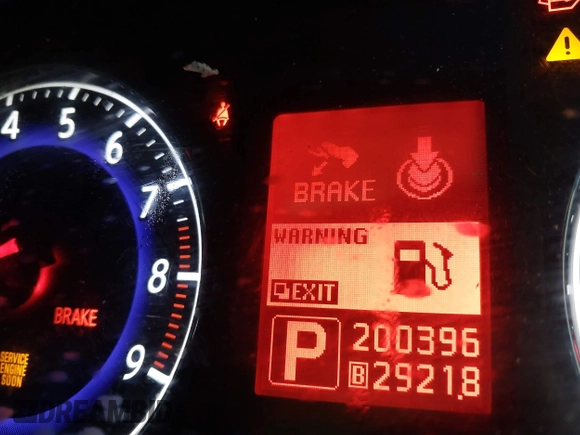 4 5 6 7 8 9
BRAKE
SERVICE
ENGINE
SOON
BRAKE
WARNING
EXIT
P 200396
B 2921.8